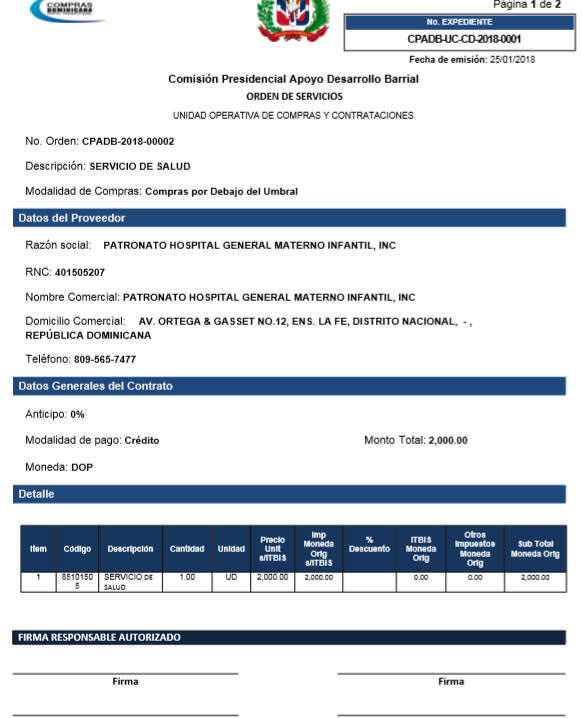 COMPRAS
DOMINICANA
Página 1 de 2
No. EXPEDIENTE
CPADB-UC-CD-2018-0001
Fecha de emisión: 25/01/2018
Comisión Presidencial Apoyo Desarrollo Barrial
ORDEN DE SERVICIOS
UNIDAD OPERATIVA DE COMPRAS Y CONTRATACIONES
No. Orden: CPADB-2018-00002
Descripción: SERVICIO DE SALUD
Modalidad de Compras: Compras por Debajo del Umbral
Datos del Proveedor
Razón social: PATRONATO HOSPITAL GENERAL MATERNO INFANTIL, INC
RNC: 401505207
Nombre Comercial: PATRONATO HOSPITAL GENERAL MATERNO INFANTIL, INC
Domicilio Comercial: AV. ORTEGA & GASSET NO.12, ENS. LA FE, DISTRITO NACIONAL, - ,
REPÚBLICA DOMINICANA
Teléfono: 809-565-7477
Datos Generales del Contrato
Anticipo: 0%
Modalidad de pago: Crédito Monto Total: 2,000.00
Moneda: DOP
Detalle
Item Código Descripción Cantidad Unidad Precio Unit s/ITBIS Imp Moneda Orig s/ITBIS % Descuento ITBIS Moneda Orig Otros Impuestos Moneda Orig Sub Total Moneda Orig
1 85101505 SERVICIO DE SALUD 1.00 UD 2,000.00 2,000.00 0.00 0.00 2,000.00
FIRMA RESPONSABLE AUTORIZADO
Firma Firma